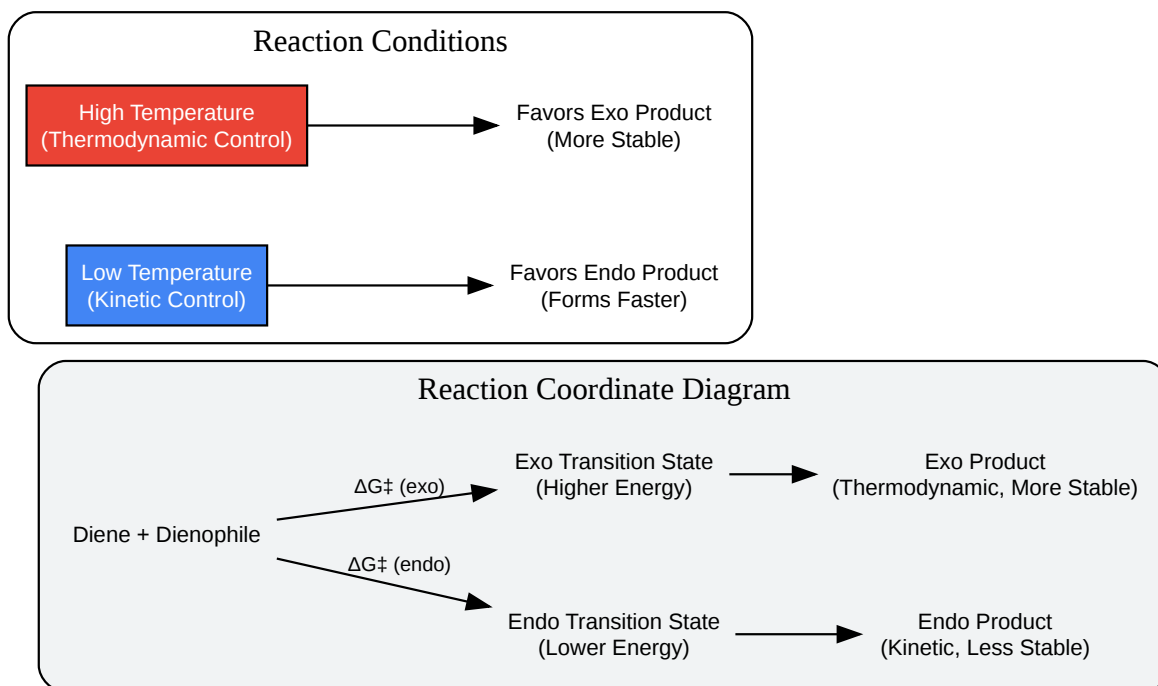 Reaction Conditions
High Temperature
(Thermodynamic Control)
Favors Exo Product
(More Stable)
Low Temperature
(Kinetic Control)
Favors Endo Product
(Forms Faster)
Reaction Coordinate Diagram
Diene + Dienophile
ΔG‡ (exo)
Exo Transition State
(Higher Energy)
Exo Product
(Thermodynamic, More Stable)
ΔG‡ (endo)
Endo Transition State
(Lower Energy)
Endo Product
(Kinetic, Less Stable)